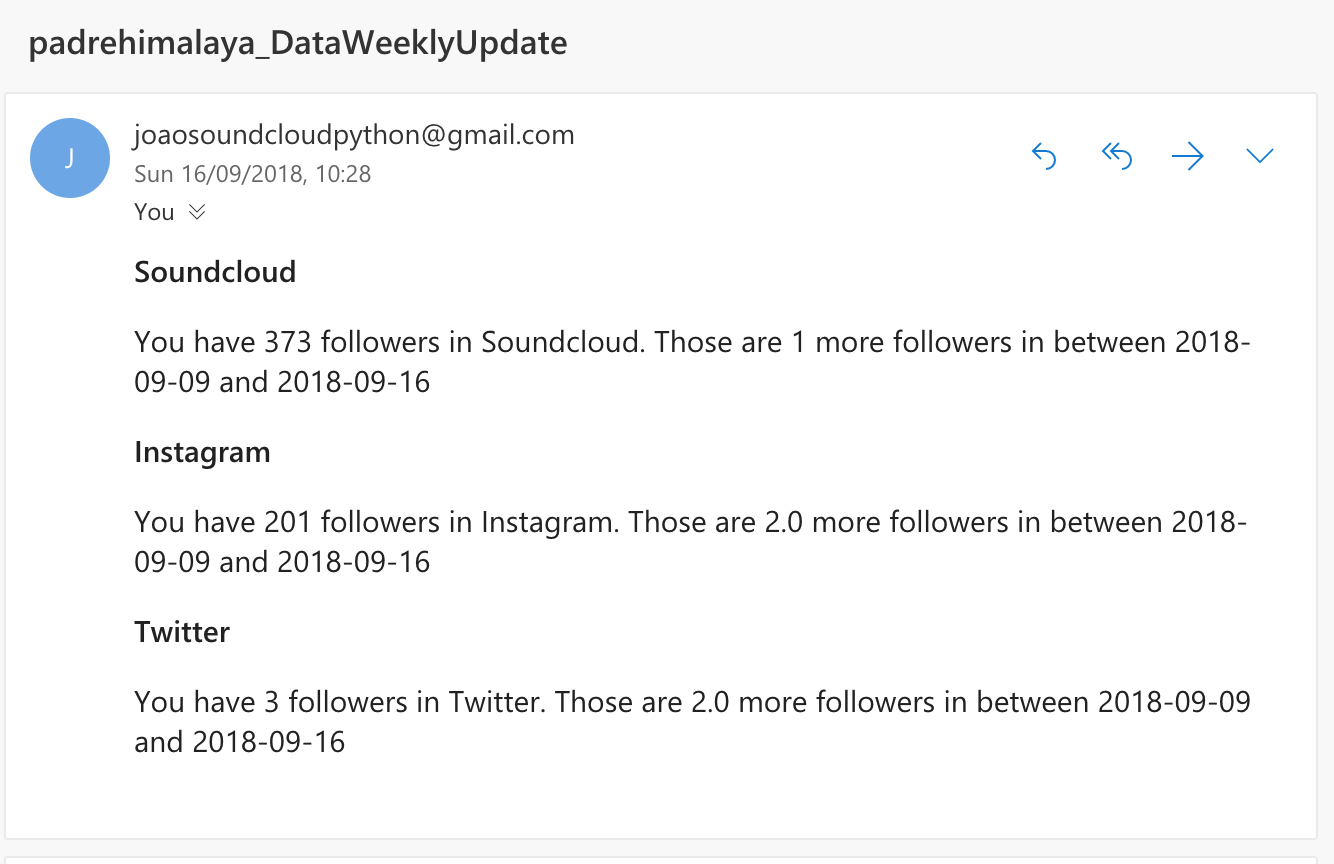 padrehimalaya_DataWeeklyUpdate
J
joaosoundcloudpython@gmail.com
Sun 16/09/2018, 10:28
You
Soundcloud
You have 373 followers in Soundcloud. Those are 1 more followers in between 2018-
09-09 and 2018-09-16
Instagram
You have 201 followers in Instagram. Those are 2.0 more followers in between 2018-
09-09 and 2018-09-16
Twitter
You have 3 followers in Twitter. Those are 2.0 more followers in between 2018-09-09
and 2018-09-16